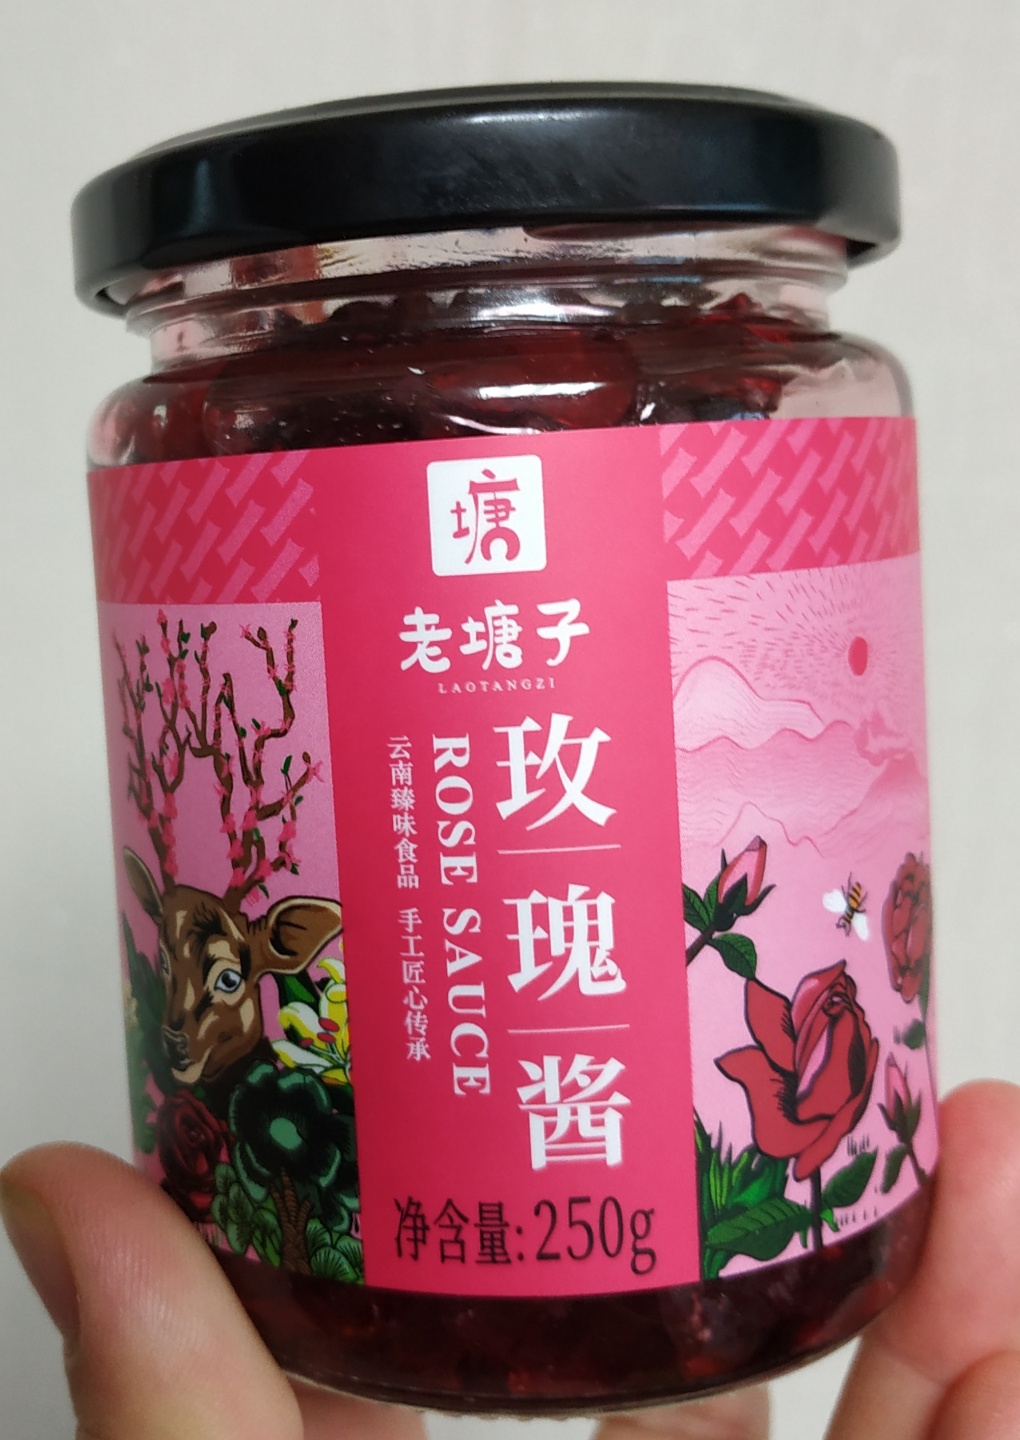 塘
老塘子
LAOTANGZI
玫瑰酱
ROSE SAUCE
云南臻味食品 手工匠心传承
净含量:250g